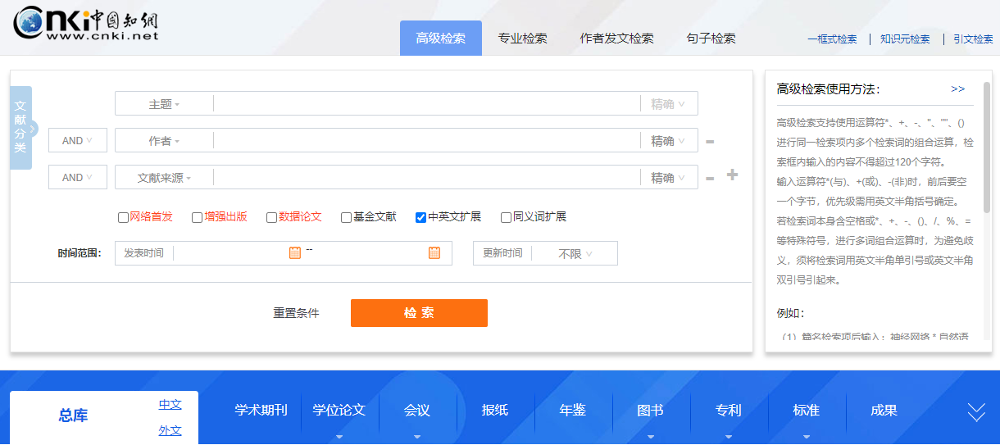 cnki中国知网
www.cnki.net
高级检索 专业检索 作者发文检索 句子检索 一框式检索 知识元检索 引文检索
文献分类
主题 精确
AND 作者 精确
AND 文献来源 精确
网络首发 增强出版 数据论文 基金文献 中英文扩展 同义词扩展
时间范围： 发表时间 -- 更新时间 不限
重置条件 检索
高级检索使用方法： >>
高级检索支持使用运算符*、+、-、''、""、()
进行同一检索项内多个检索词的组合运算，检
索框内输入的内容不得超过120个字符。
输入运算符*(与)、+(或)、-(非)时，前后要空
一个字节，优先级需用英文半角括号确定。
若检索词本身含空格或*、+、-、()、/、%、=
等特殊符号，进行多词组合运算时，为避免歧
义，须将检索词用英文半角单引号或英文半角
双引号引起来。
例如：
（1）篇名检索项后输入：神经网络 * 自然语
总库 中文
外文
学术期刊 学位论文 会议 报纸 年鉴 图书 专利 标准 成果